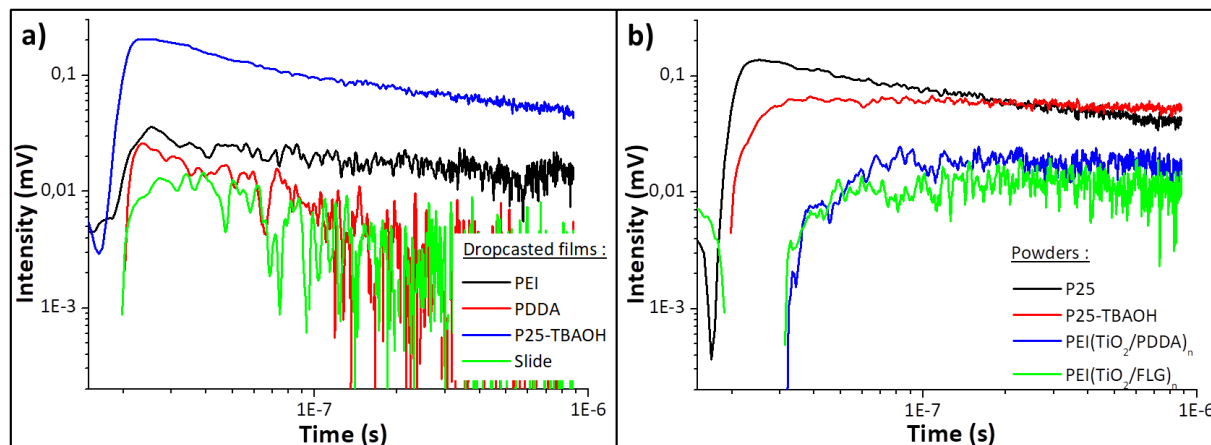 a)
Intensity (mV)
0,1
0,01
1E-3
Dropcasted films :
PEI
PDDA
P25-TBAOH
Slide
1E-7
1E-6
Time (s)
b)
Intensity (mV)
0,1
0,01
1E-3
Powders :
P25
P25-TBAOH
PEI(TiO₂/PDDA)ₙ
PEI(TiO₂/FLG)ₙ
1E-7
1E-6
Time (s)